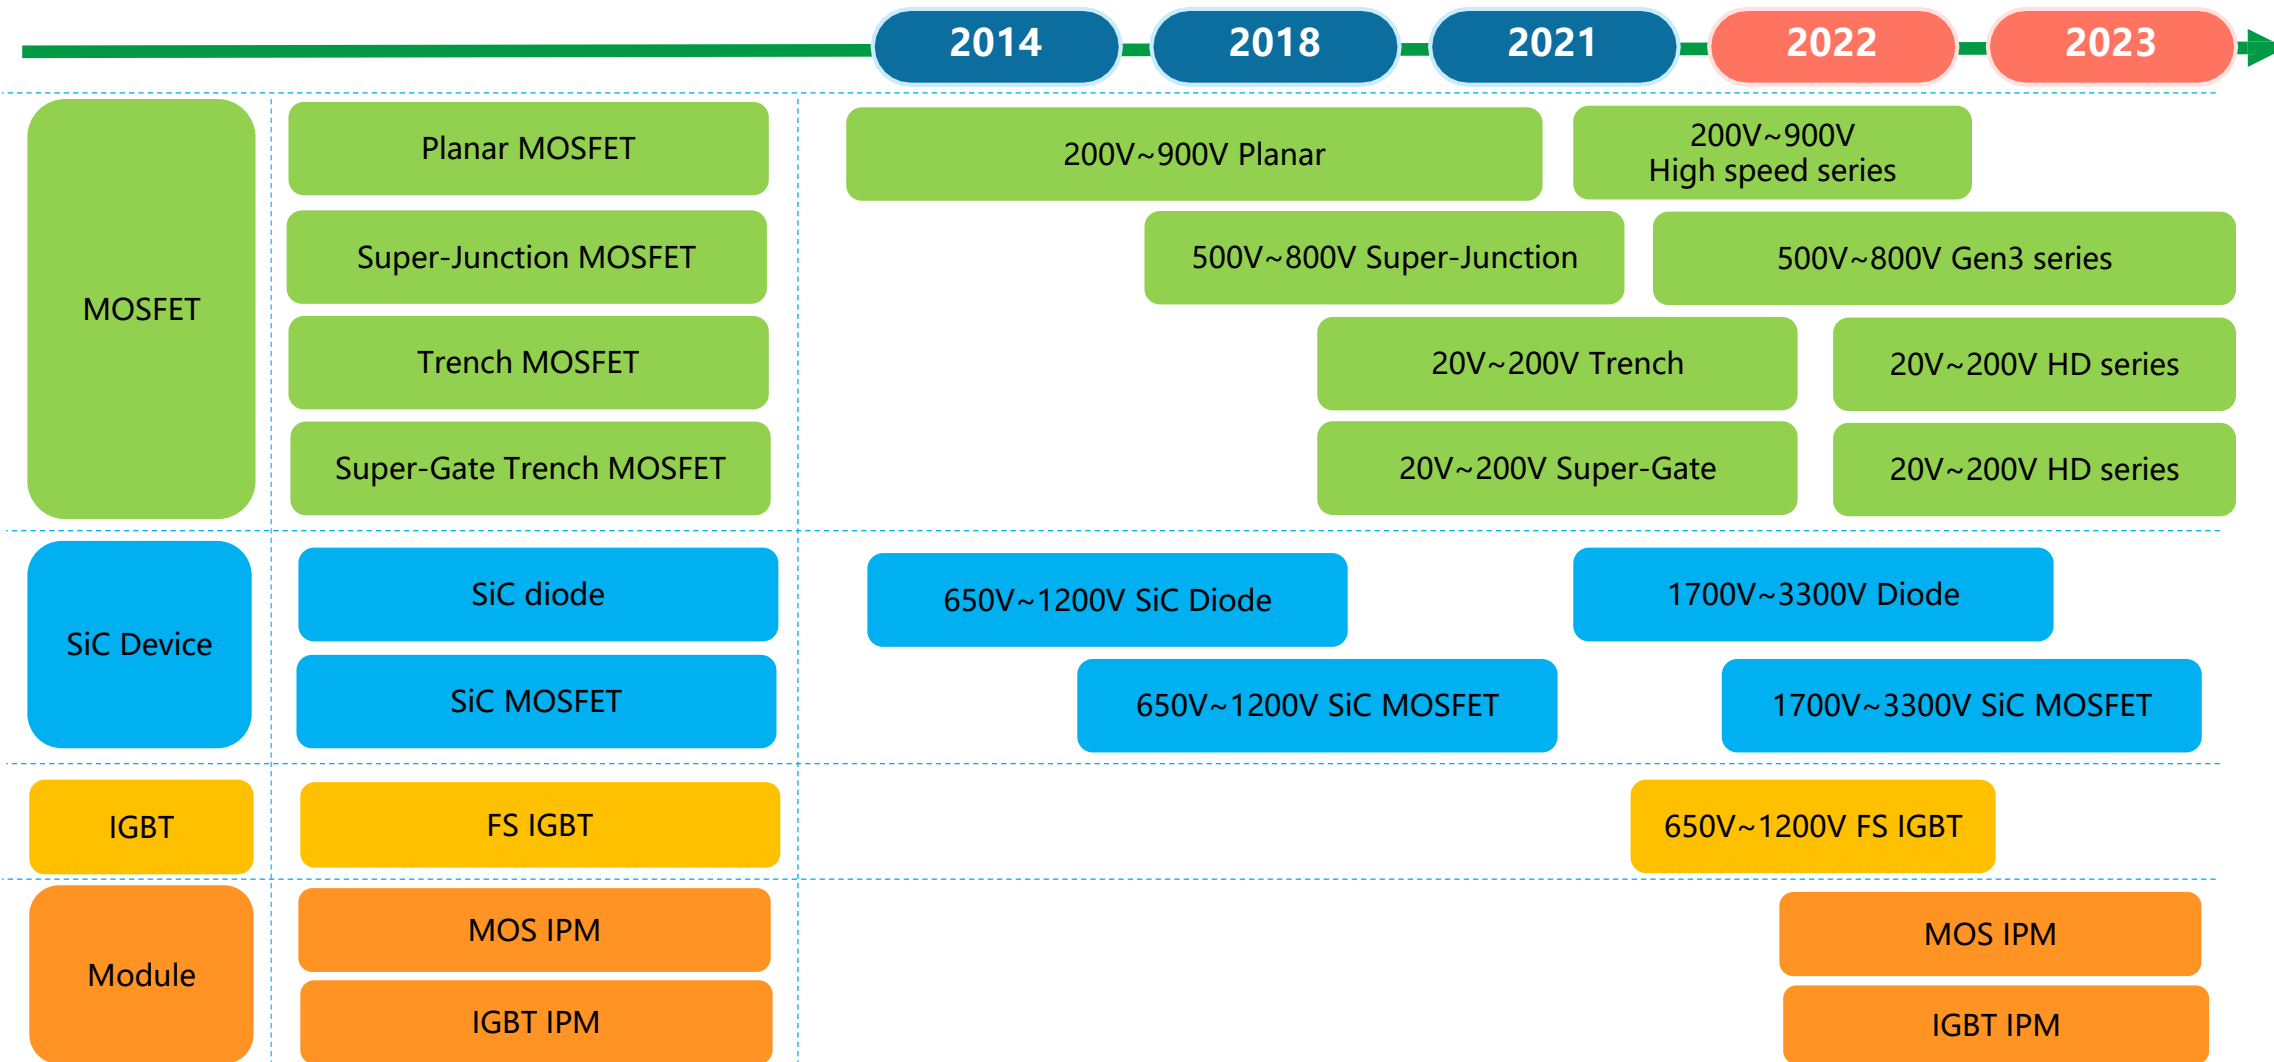 2014
2018
2021
2022
2023
MOSFET
Planar MOSFET
200V~900V Planar
200V~900V
High speed series
Super-Junction MOSFET
500V~800V Super-Junction
500V~800V Gen3 series
Trench MOSFET
20V~200V Trench
20V~200V HD series
Super-Gate Trench MOSFET
20V~200V Super-Gate
20V~200V HD series
SiC Device
SiC diode
650V~1200V SiC Diode
1700V~3300V Diode
SiC MOSFET
650V~1200V SiC MOSFET
1700V~3300V SiC MOSFET
IGBT
FS IGBT
650V~1200V FS IGBT
Module
MOS IPM
MOS IPM
IGBT IPM
IGBT IPM